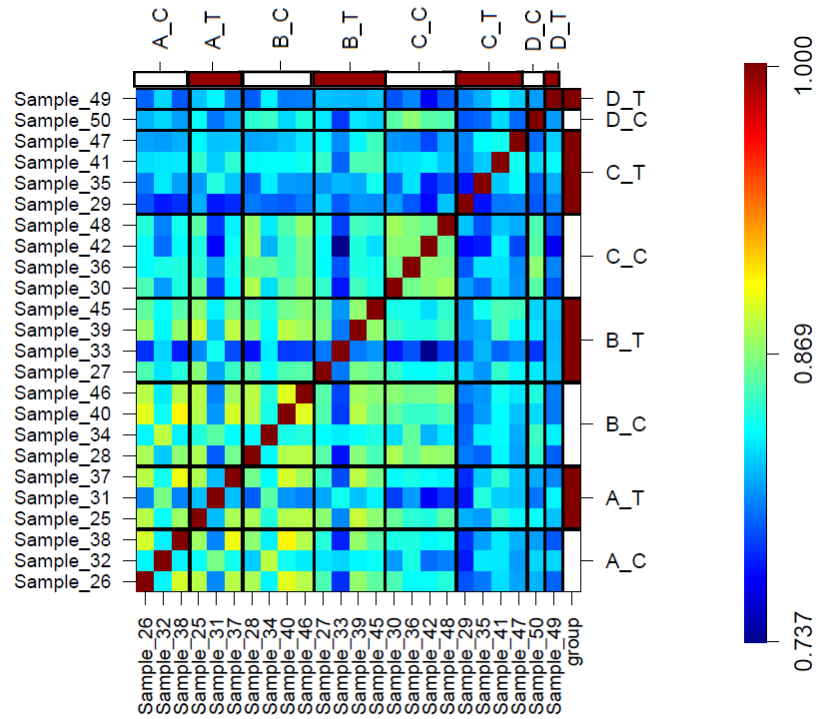 A_C A_T B_C B_T C_C C_T D_C D_T
Sample_49
Sample_50
Sample_47
Sample_41
Sample_35
Sample_29
Sample_48
Sample_42
Sample_36
Sample_30
Sample_45
Sample_39
Sample_33
Sample_27
Sample_46
Sample_40
Sample_34
Sample_28
Sample_37
Sample_31
Sample_25
Sample_38
Sample_32
Sample_26
D_T
D_C
C_T
C_C
B_T
B_C
A_T
A_C
Sample_26
Sample_32
Sample_38
Sample_25
Sample_31
Sample_37
Sample_28
Sample_34
Sample_40
Sample_46
Sample_27
Sample_33
Sample_39
Sample_45
Sample_30
Sample_36
Sample_42
Sample_48
Sample_29
Sample_35
Sample_41
Sample_47
Sample_50
Sample_49
group
1.000
0.869
0.737